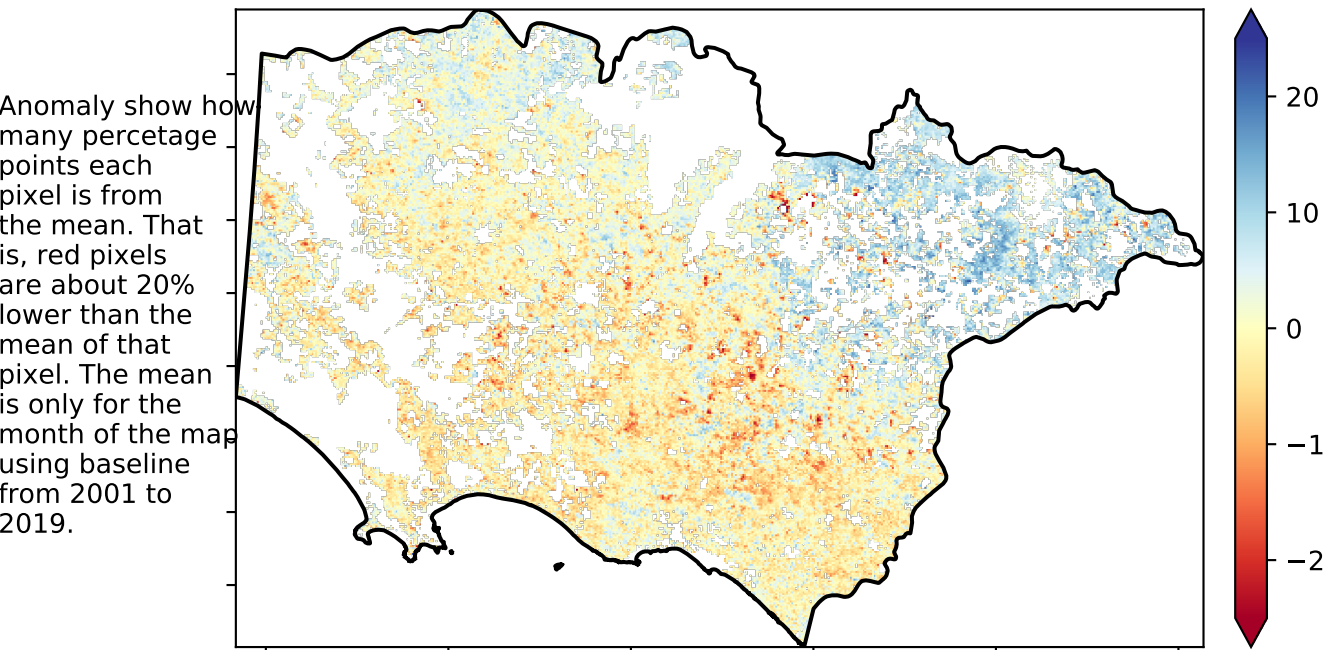 Anomaly show how
many percetage
points each
pixel is from
the mean. That
is, red pixels
are about 20%
lower than the
mean of that
pixel. The mean
is only for the
month of the map
using baseline
from 2001 to
2019.
20
10
0
−1
−2